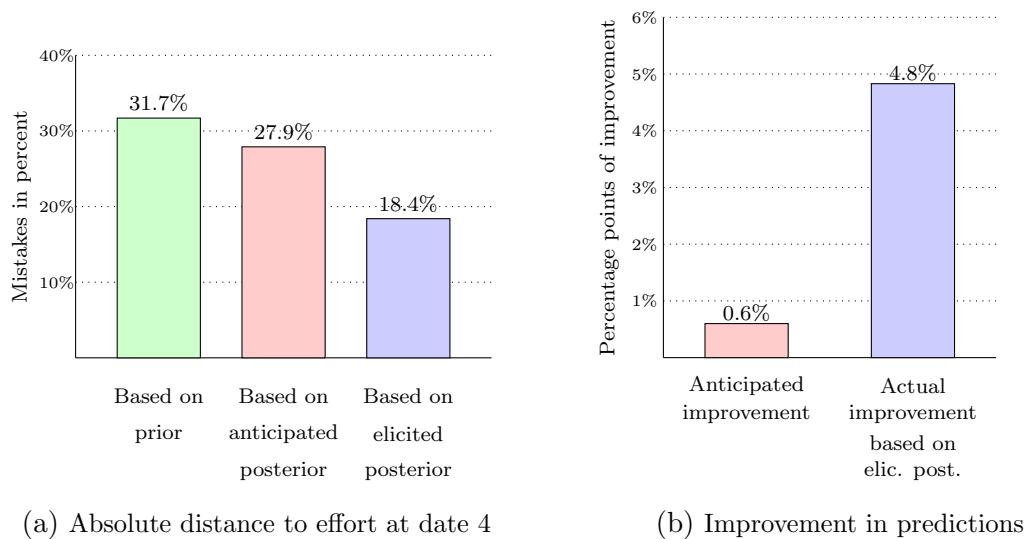 40%
30%
20%
10%
Mistakes in percent
31.7%
27.9%
18.4%
Based on
prior
Based on
anticipated
posterior
Based on
elicited
posterior
(a) Absolute distance to effort at date 4
6%
5%
4%
3%
2%
1%
Percentage points of improvement
0.6%
4.8%
Anticipated
improvement
Actual
improvement
based on
elic. post.
(b) Improvement in predictions